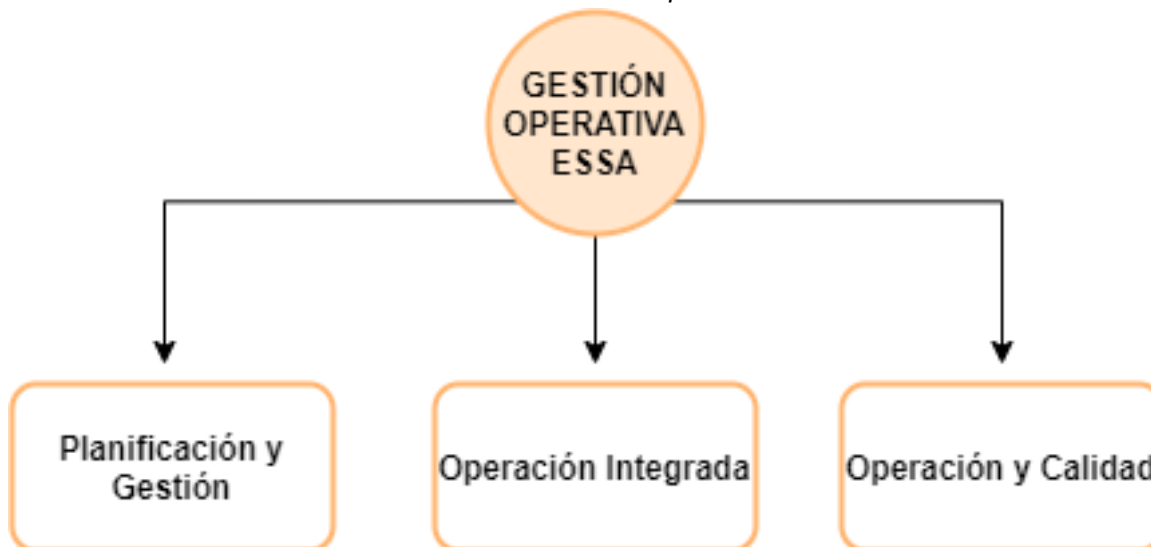 GESTIÓN
OPERATIVA
ESSA
Planificación y
Gestión
Operación Integrada
Operación y Calidad